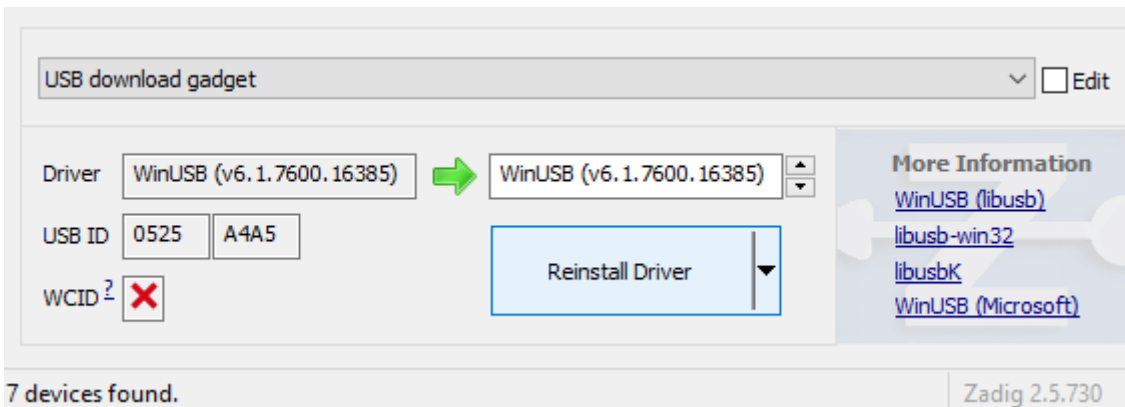 USB download gadget
Edit
Driver WinUSB (v6.1.7600.16385) WinUSB (v6.1.7600.16385)
USB ID 0525 A4A5
WCID ?
Reinstall Driver
More Information
WinUSB (libusb)
libusb-win32
libusbK
WinUSB (Microsoft)
7 devices found.
Zadig 2.5.730